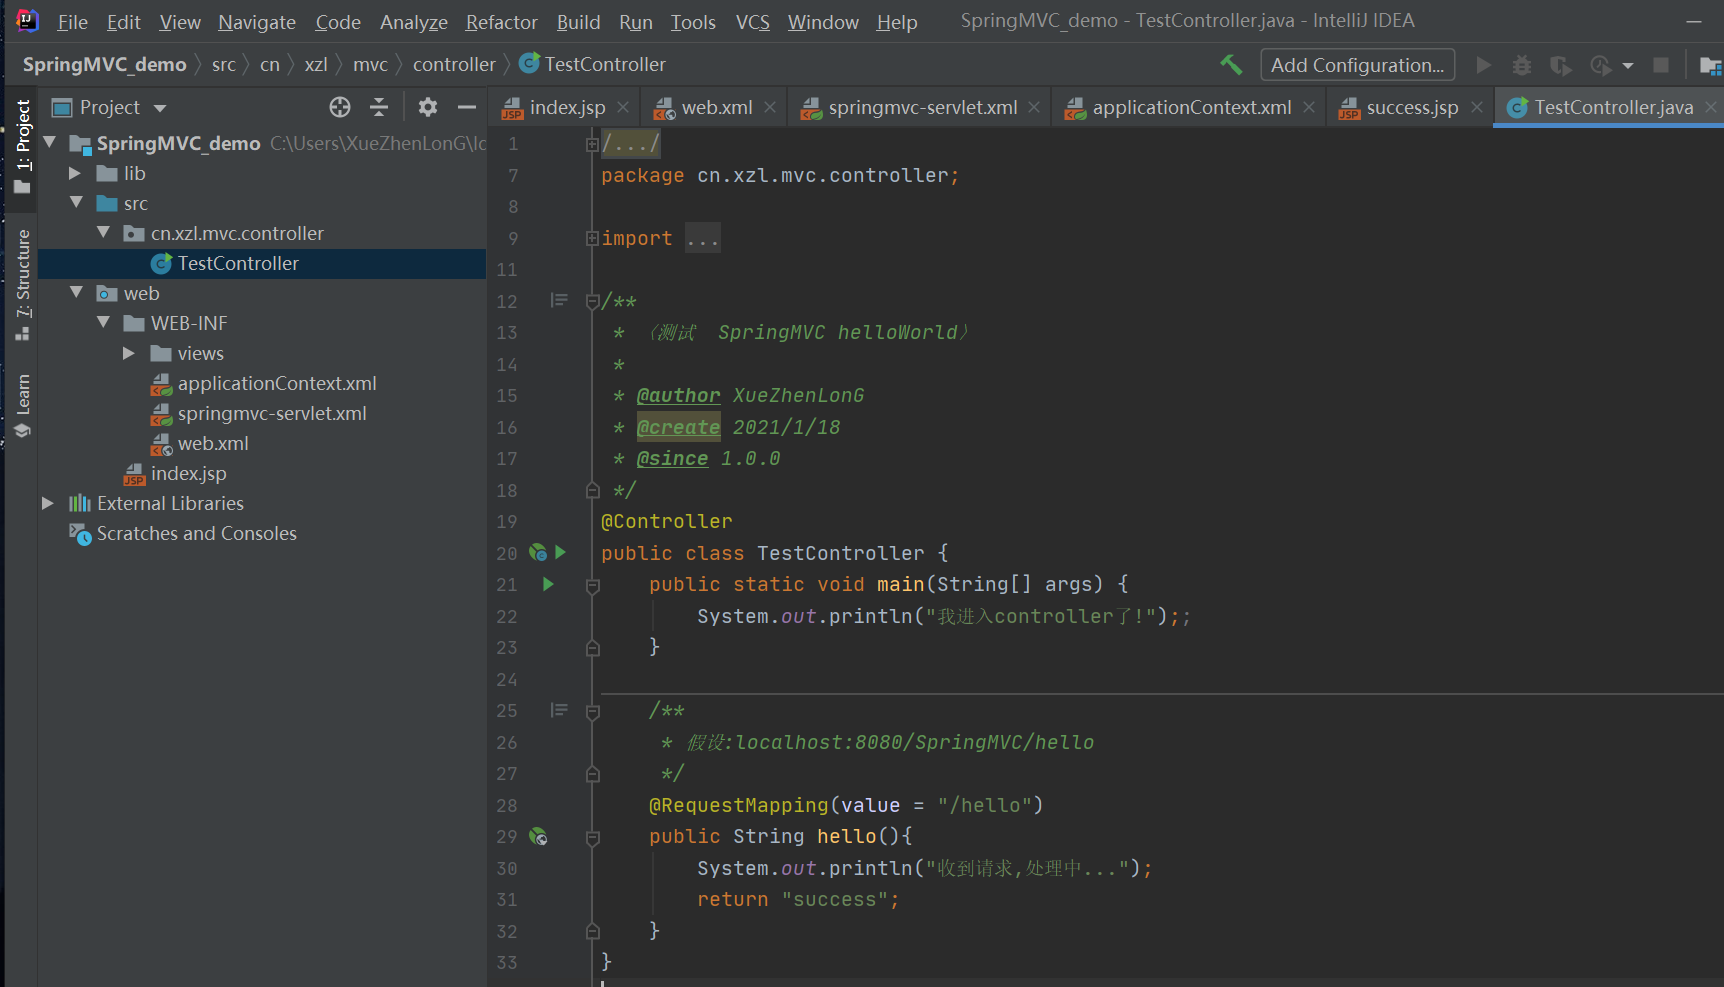 File Edit View Navigate Code Analyze Refactor Build Run Tools VCS Window Help SpringMVC_demo - TestController.java - IntelliJ IDEA
SpringMVC_demo src cn xzl mvc controller TestController Add Configuration...
Project
index.jsp web.xml springmvc-servlet.xml applicationContext.xml success.jsp TestController.java
1: Project
7: Structure
Learn
SpringMVC_demo C:\Users\XueZhenLonG\Id
lib
src
cn.xzl.mvc.controller
TestController
web
WEB-INF
views
applicationContext.xml
springmvc-servlet.xml
web.xml
index.jsp
External Libraries
Scratches and Consoles
1 /.../
7 package cn.xzl.mvc.controller;
8
9 import ...
11
12 /**
13 * 〈测试 SpringMVC helloWorld〉
14 *
15 * @author XueZhenLonG
16 * @create 2021/1/18
17 * @since 1.0.0
18 */
19 @Controller
20 public class TestController {
21 public static void main(String[] args) {
22 System.out.println("我进入controller了!");;
23 }
24
25 /**
26 * 假设:localhost:8080/SpringMVC/hello
27 */
28 @RequestMapping(value = "/hello")
29 public String hello(){
30 System.out.println("收到请求,处理中...");
31 return "success";
32 }
33 }